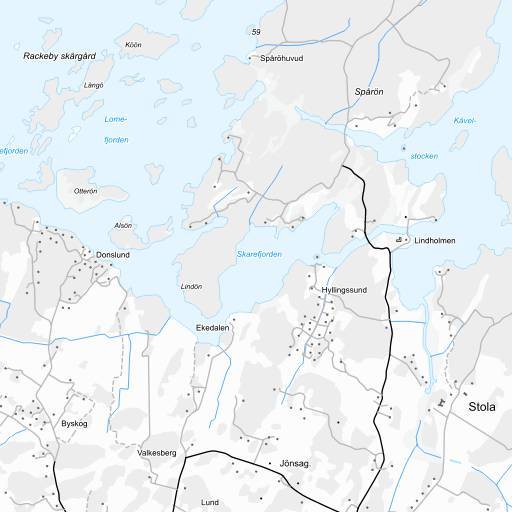 59
Köön
Rackeby skärgård
Spåröhuvud
Långö
Spårön
Lome-
fjorden
Kävel-
stocken
efjorden
Otterön
Alsön
Lindholmen
Donslund
Skarefjorden
Lindön
Hyllingssund
Ekedalen
Stola
Byskog
Valkesberg
Jönsag.
Lund